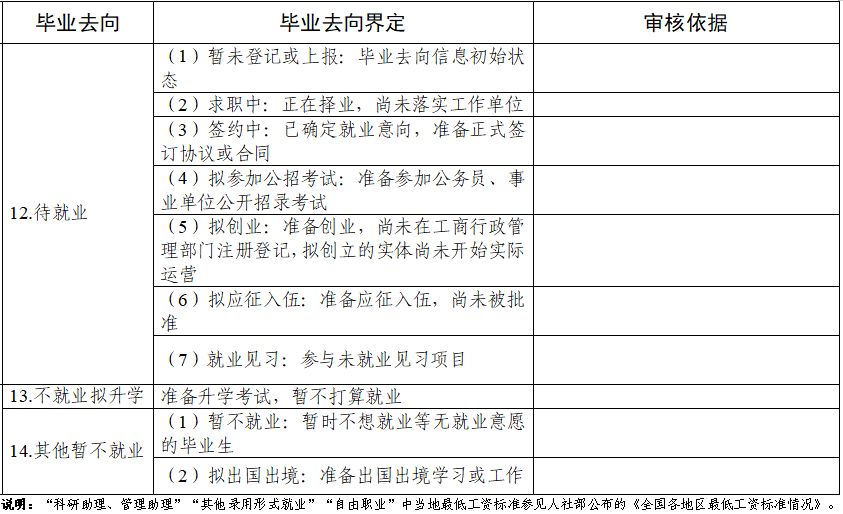 毕业去向 毕业去向界定 审核依据
12.待就业
（1）暂未登记或上报：毕业去向信息初始状
态
（2）求职中：正在择业，尚未落实工作单位
（3）签约中：已确定就业意向，准备正式签
订协议或合同
（4）拟参加公招考试：准备参加公务员、事
业单位公开招录考试
（5）拟创业：准备创业，尚未在工商行政管
理部门注册登记，拟创立的实体尚未开始实际
运营
（6）拟应征入伍：准备应征入伍，尚未被批
准
（7）就业见习：参与未就业见习项目
13.不就业拟升学 准备升学考试，暂不打算就业
14.其他暂不就业
（1）暂不就业：暂时不想就业等无就业意愿
的毕业生
（2）拟出国出境：准备出国出境学习或工作
说明：“科研助理、管理助理”“其他录用形式就业”“自由职业”中当地最低工资标准参见人社部公布的《全国各地区最低工资标准情况》。